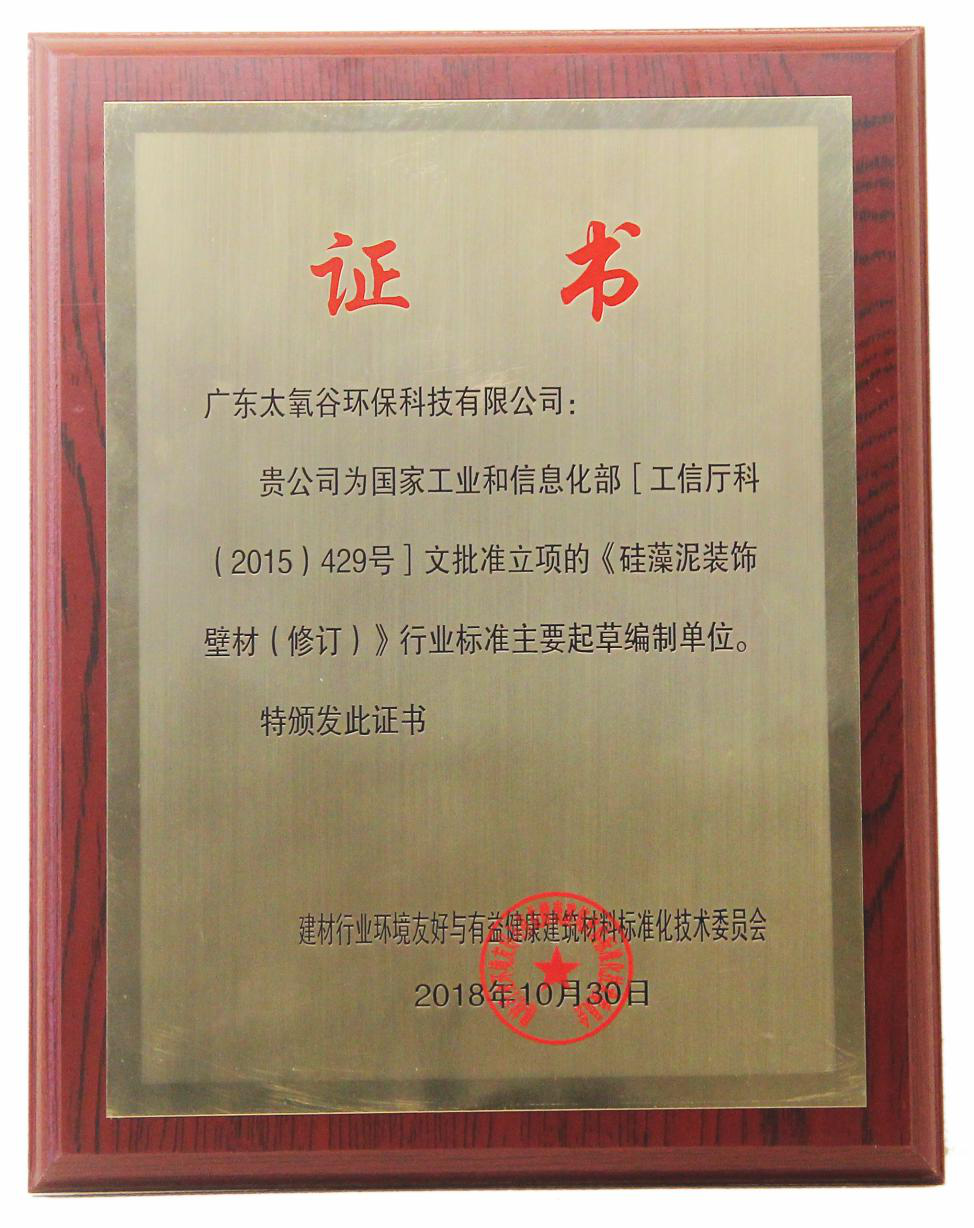 证 书
广东太氧谷环保科技有限公司：
贵公司为国家工业和信息化部［工信厅科
（2015）429号］文批准立项的《硅藻泥装饰
壁材（修订）》行业标准主要起草编制单位。
特颁发此证书
建材行业环境友好与有益健康建筑材料标准化技术委员会
2018年10月30日